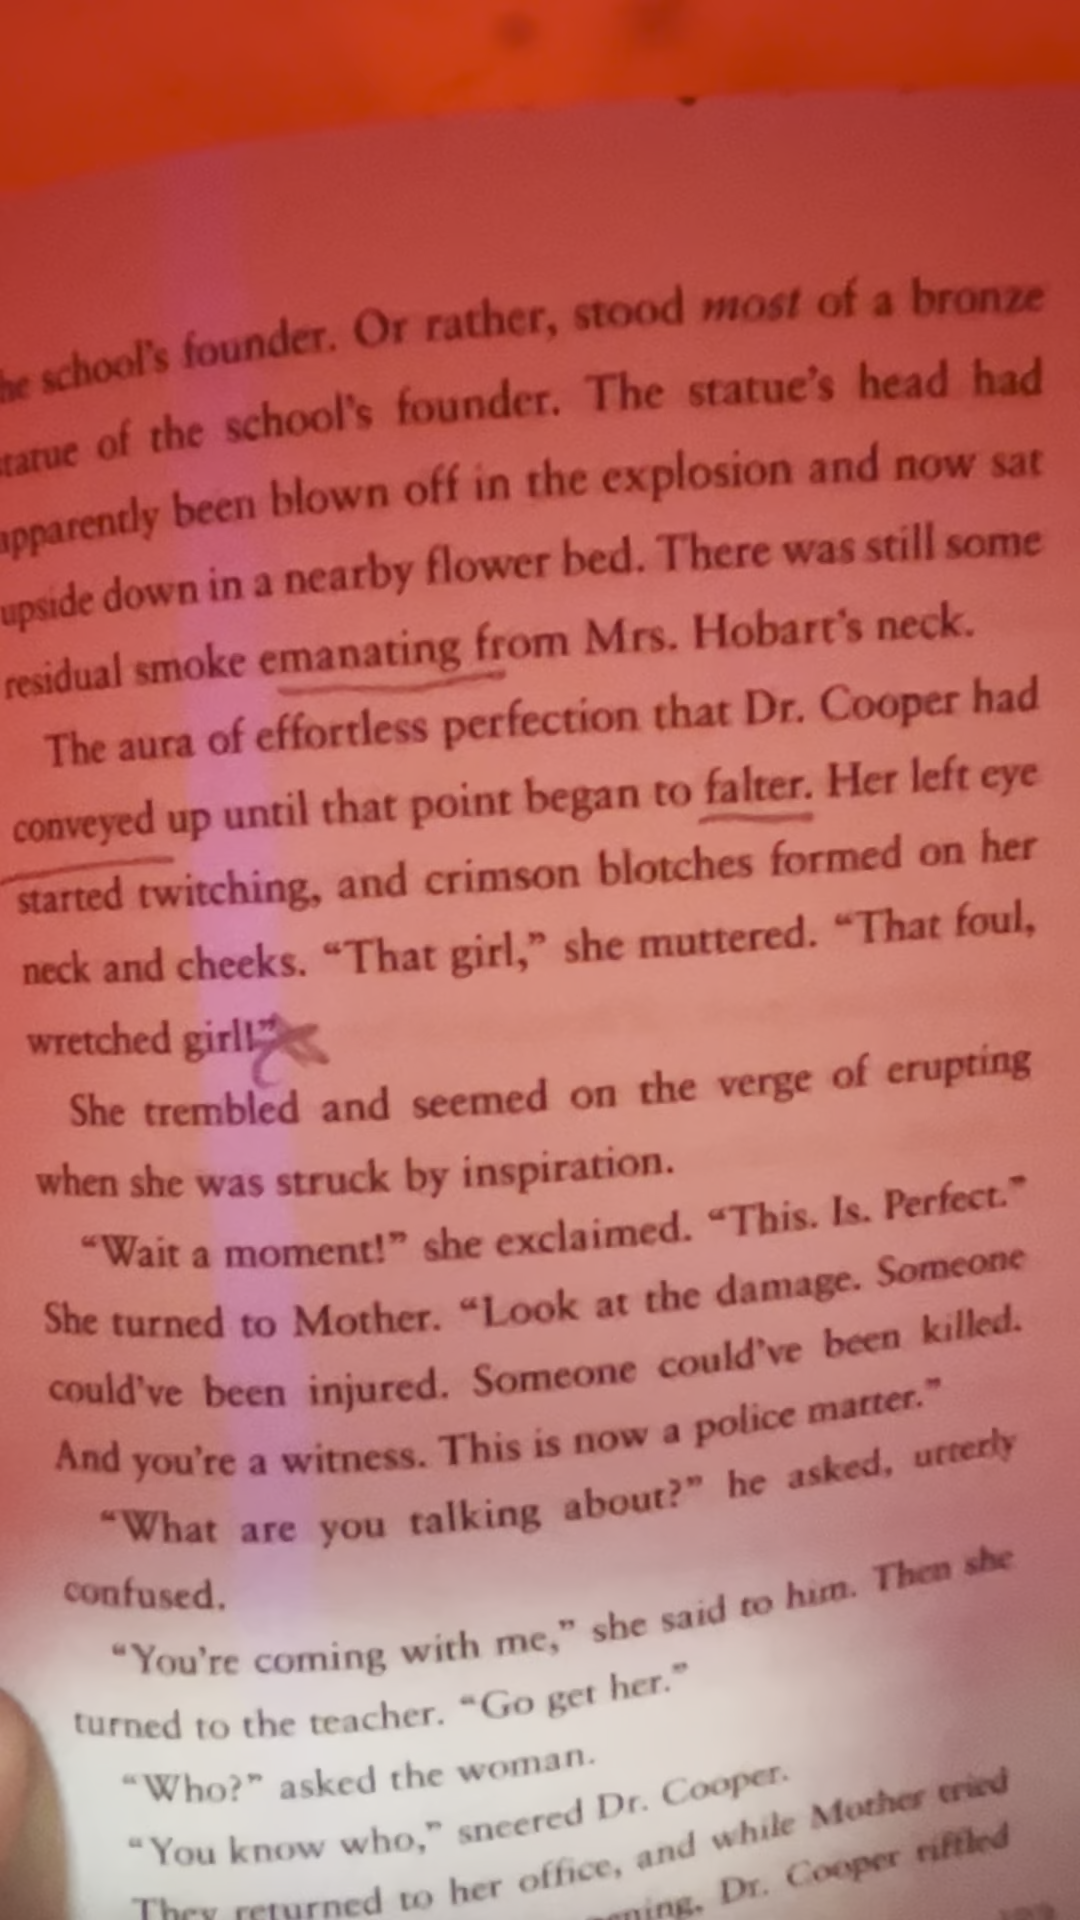 he school's founder. Or rather, stood most of a bronze
tatue of the school's founder. The statue's head had
apparently been blown off in the explosion and now sat
upside down in a nearby flower bed. There was still some
residual smoke emanating from Mrs. Hobart's neck.
The aura of effortless perfection that Dr. Cooper had
conveyed up until that point began to falter. Her left eye
started twitching, and crimson blotches formed on her
neck and cheeks. “That girl,” she muttered. “That foul,
wretched girl!”
She trembled and seemed on the verge of erupting
when she was struck by inspiration.
“Wait a moment!” she exclaimed. “This. Is. Perfect.”
She turned to Mother. “Look at the damage. Someone
could've been injured. Someone could've been killed.
And you're a witness. This is now a police matter.”
“What are you talking about?” he asked, utterly
confused.
“You're coming with me,” she said to him. Then she
turned to the teacher. “Go get her.”
“Who?” asked the woman.
“You know who,” sneered Dr. Cooper.
They returned to her office, and while Mother tried
Dr. Cooper riffled